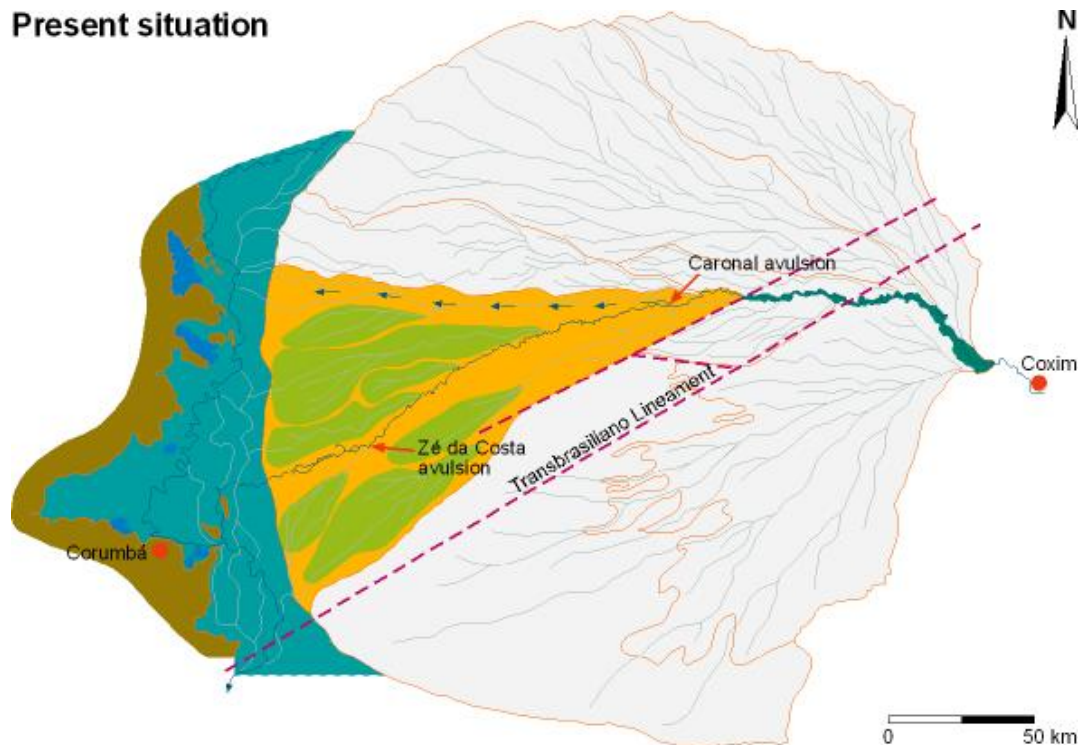 Present situation
N
Caronal avulsion
Coxim
Transbrasiliano Lineament
Zé da Costa
avulsion
Corumbá
0 50 km